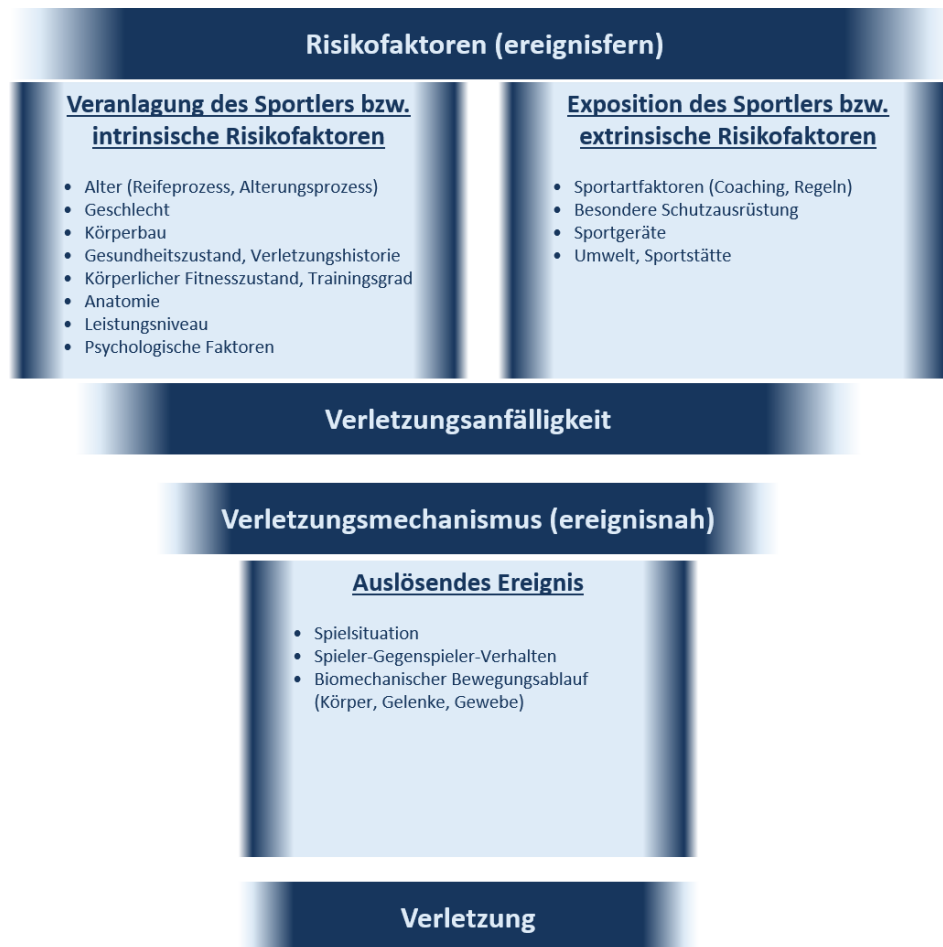 Risikofaktoren (ereignisfern)
Veranlagung des Sportlers bzw.
intrinsische Risikofaktoren
• Alter (Reifeprozess, Alterungsprozess)
• Geschlecht
• Körperbau
• Gesundheitszustand, Verletzungshistorie
• Körperlicher Fitnesszustand, Trainingsgrad
• Anatomie
• Leistungsniveau
• Psychologische Faktoren
Exposition des Sportlers bzw.
extrinsische Risikofaktoren
• Sportartfaktoren (Coaching, Regeln)
• Besondere Schutzausrüstung
• Sportgeräte
• Umwelt, Sportstätte
Verletzungsanfälligkeit
Verletzungsmechanismus (ereignisnah)
Auslösendes Ereignis
• Spielsituation
• Spieler-Gegenspieler-Verhalten
• Biomechanischer Bewegungsablauf
(Körper, Gelenke, Gewebe)
Verletzung